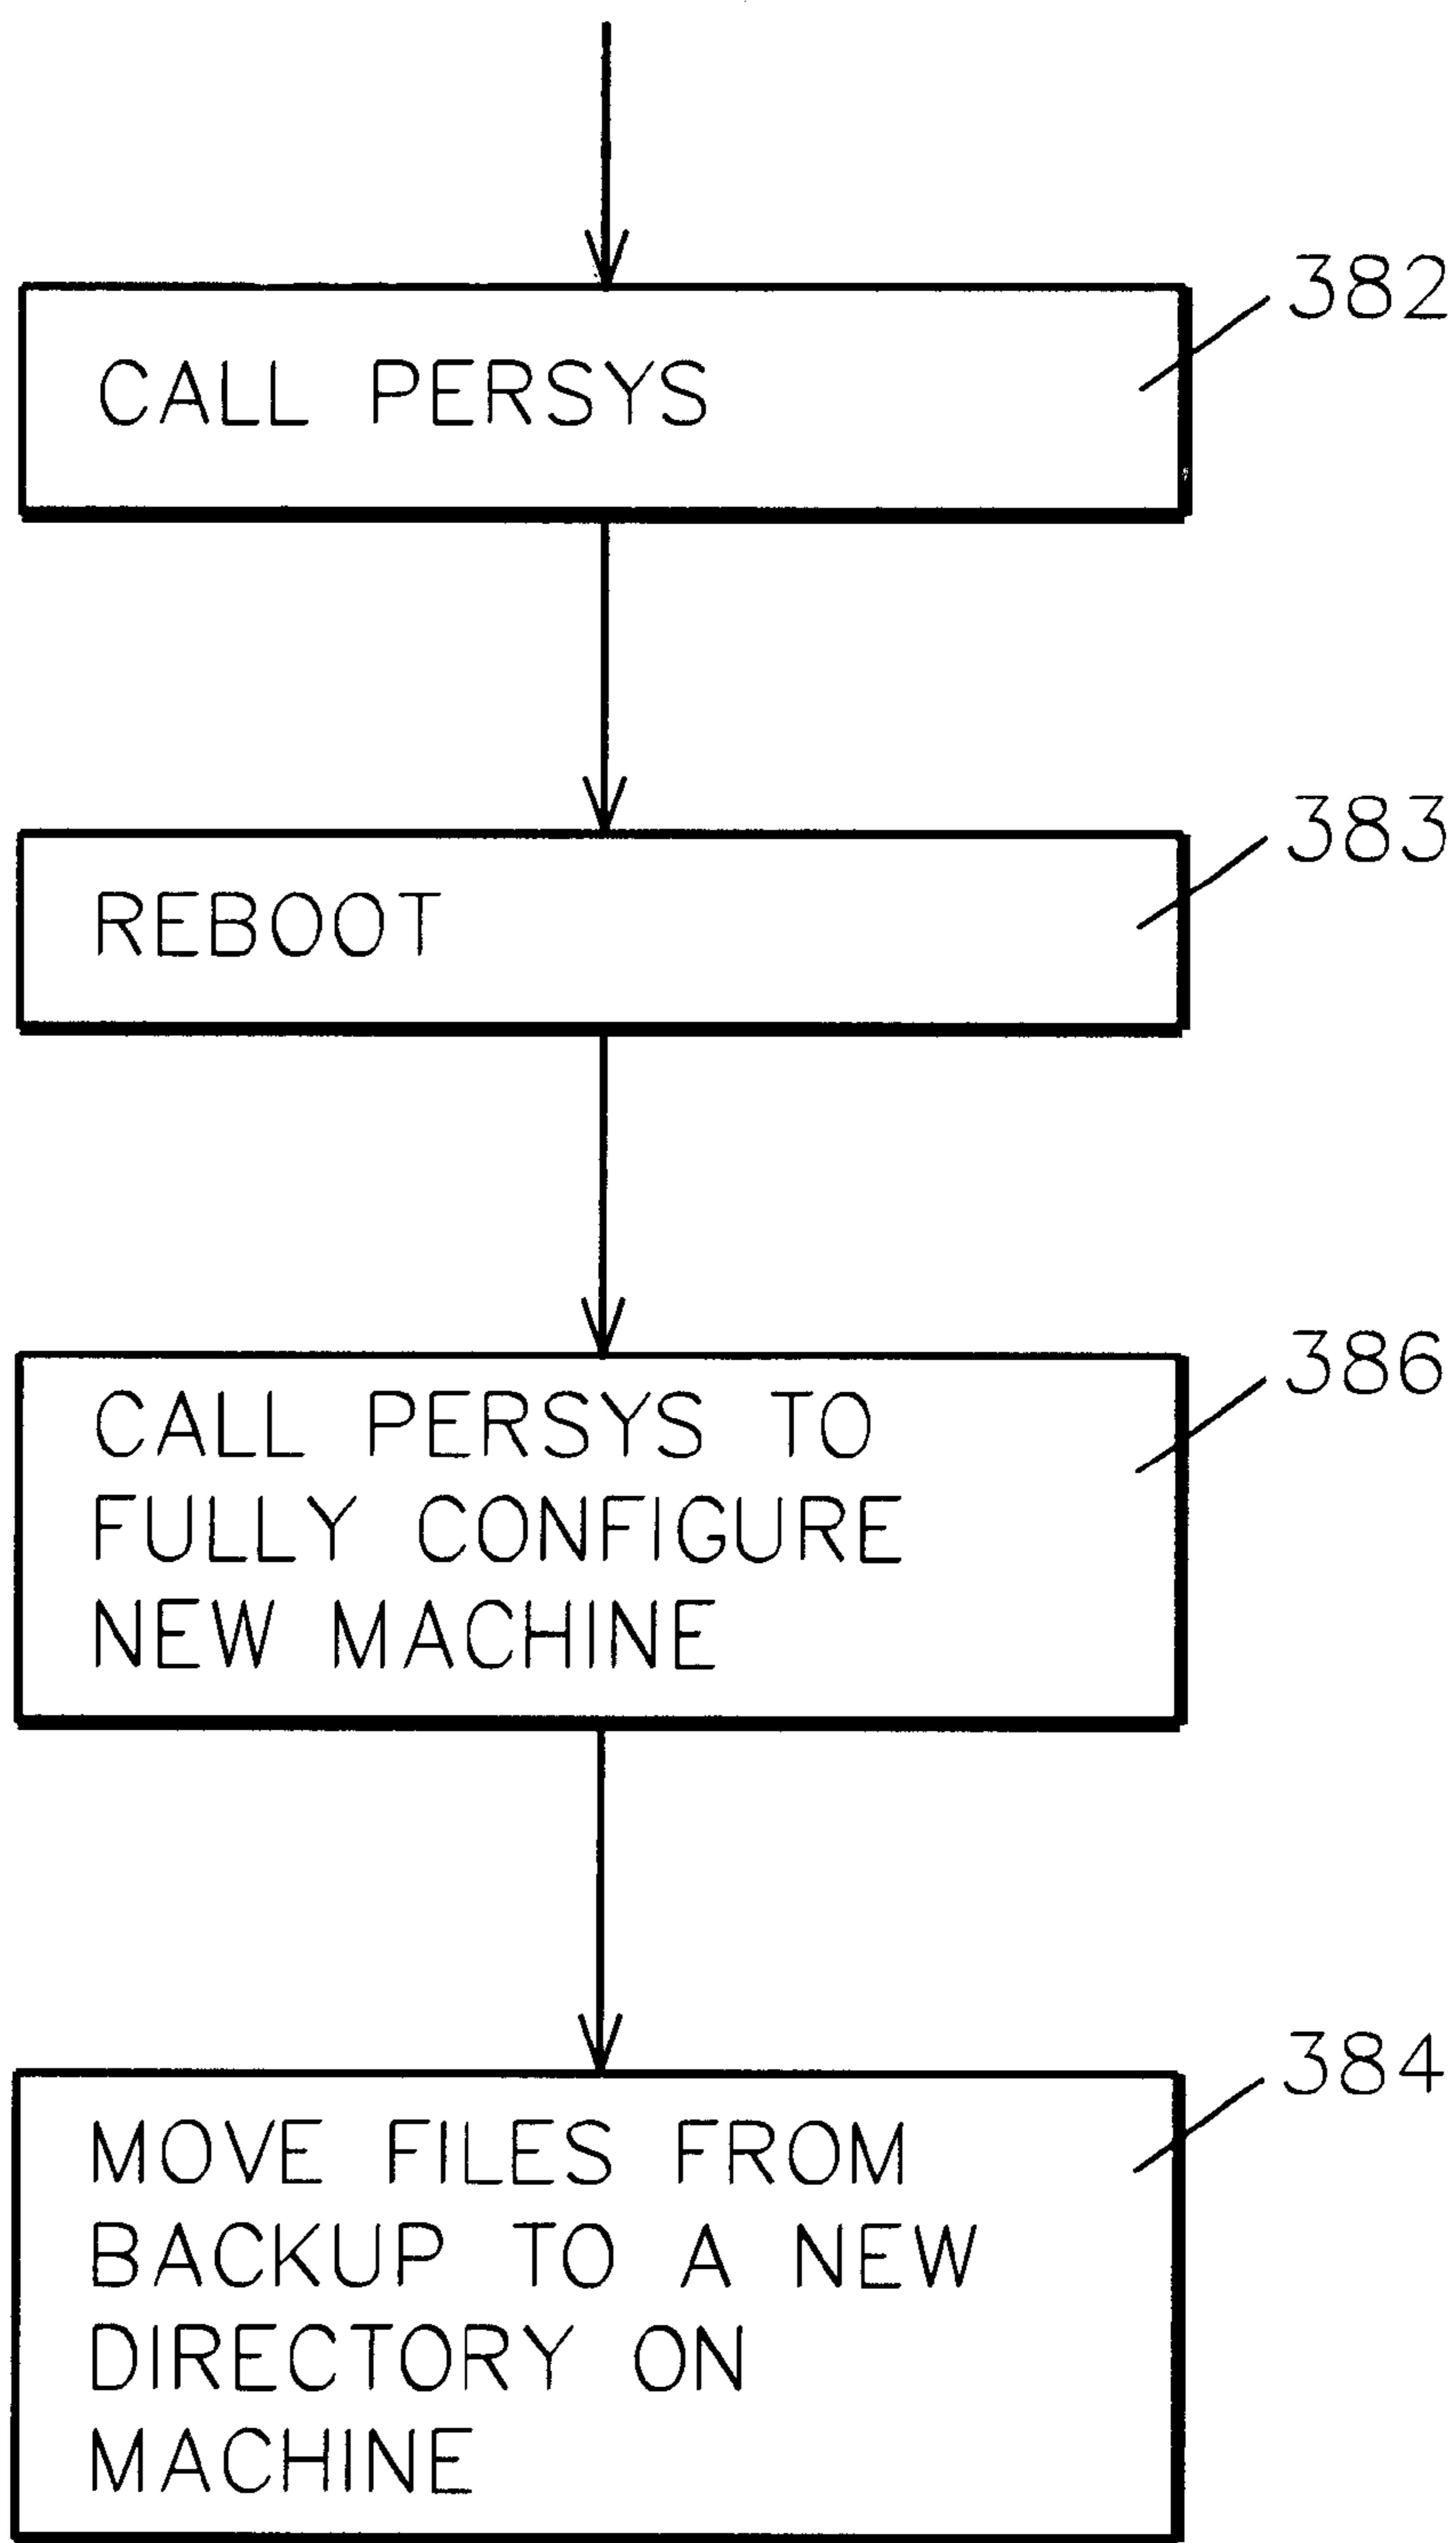 382
CALL PERSYS
383
REBOOT
386
CALL PERSYS TO
FULLY CONFIGURE
NEW MACHINE
384
MOVE FILES FROM
BACKUP TO A NEW
DIRECTORY ON
MACHINE